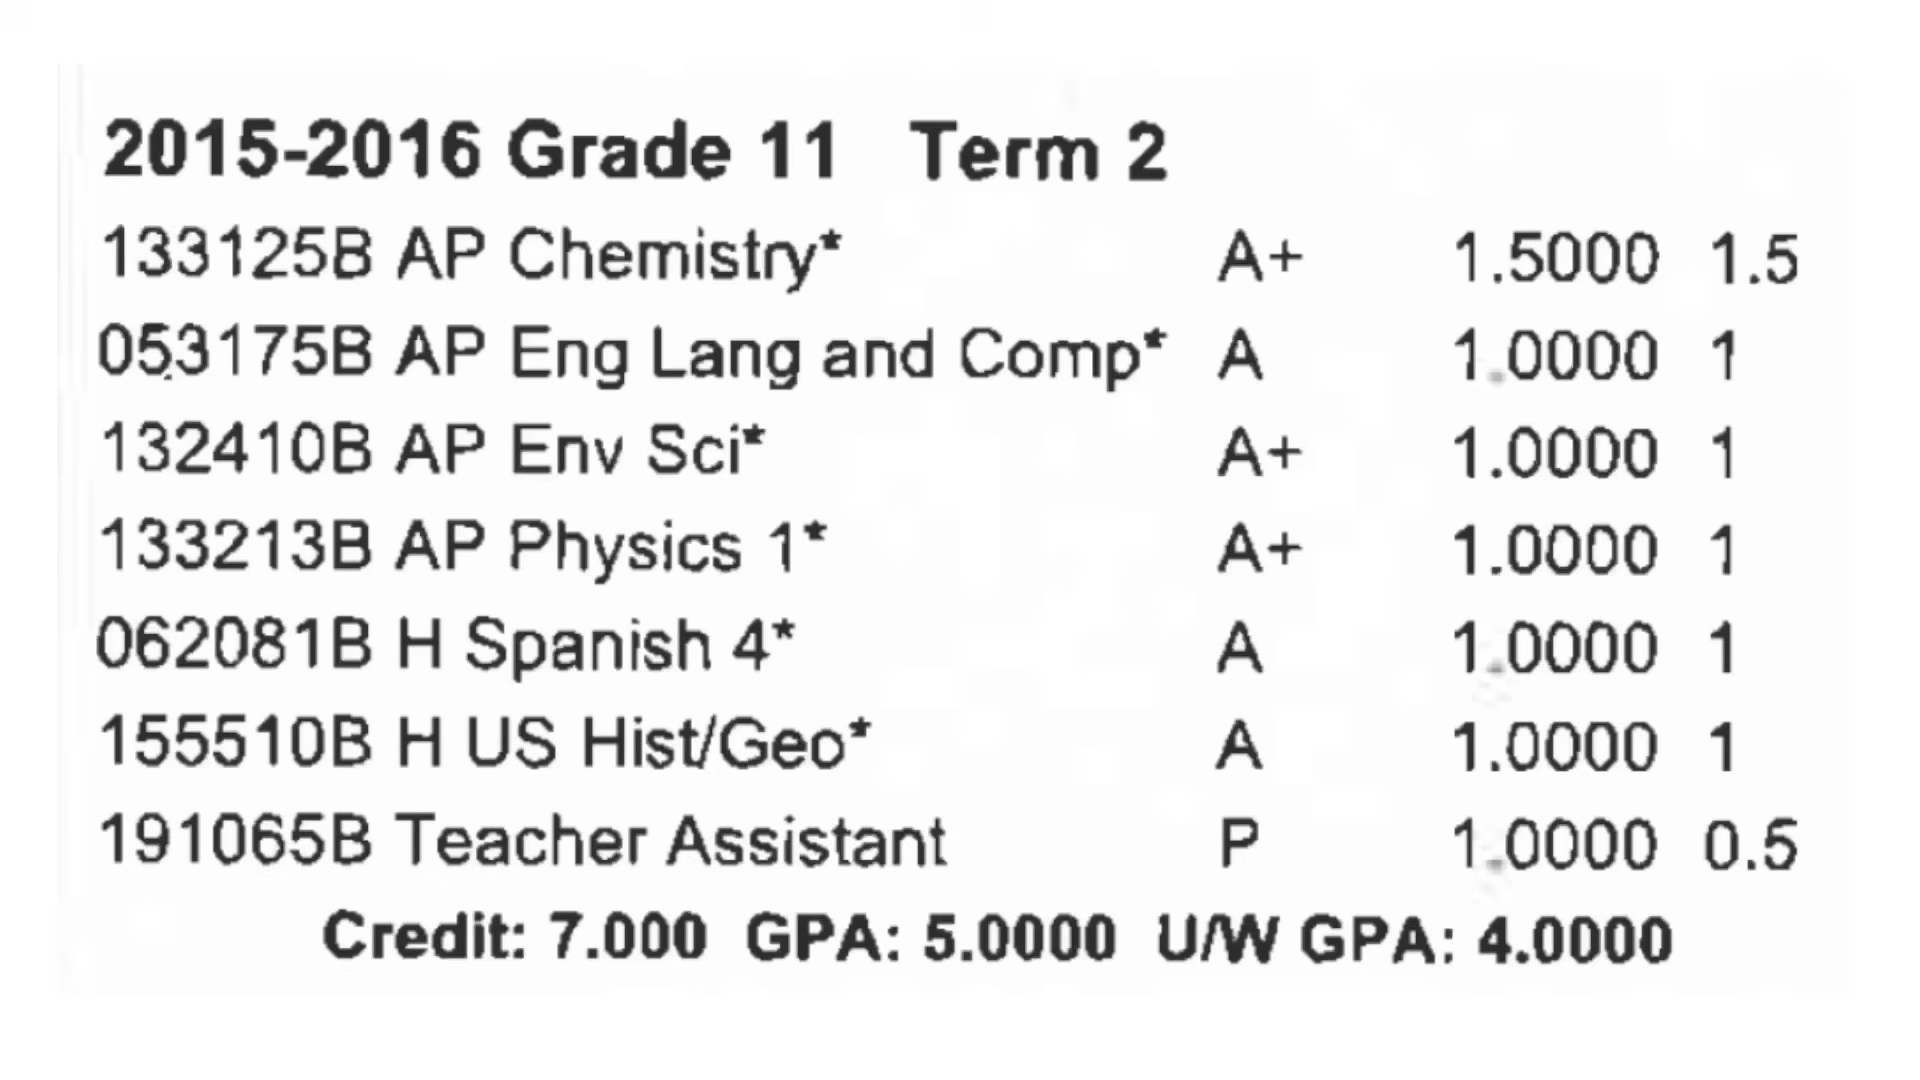 2015-2016 Grade 11 Term 2
133125B AP Chemistry* A+ 1.5000 1.5
053175B AP Eng Lang and Comp* A 1.0000 1
132410B AP Env Sci* A+ 1.0000 1
133213B AP Physics 1* A+ 1.0000 1
062081B H Spanish 4* A 1.0000 1
155510B H US Hist/Geo* A 1.0000 1
191065B Teacher Assistant P 1.0000 0.5
Credit: 7.000 GPA: 5.0000 U/W GPA: 4.0000